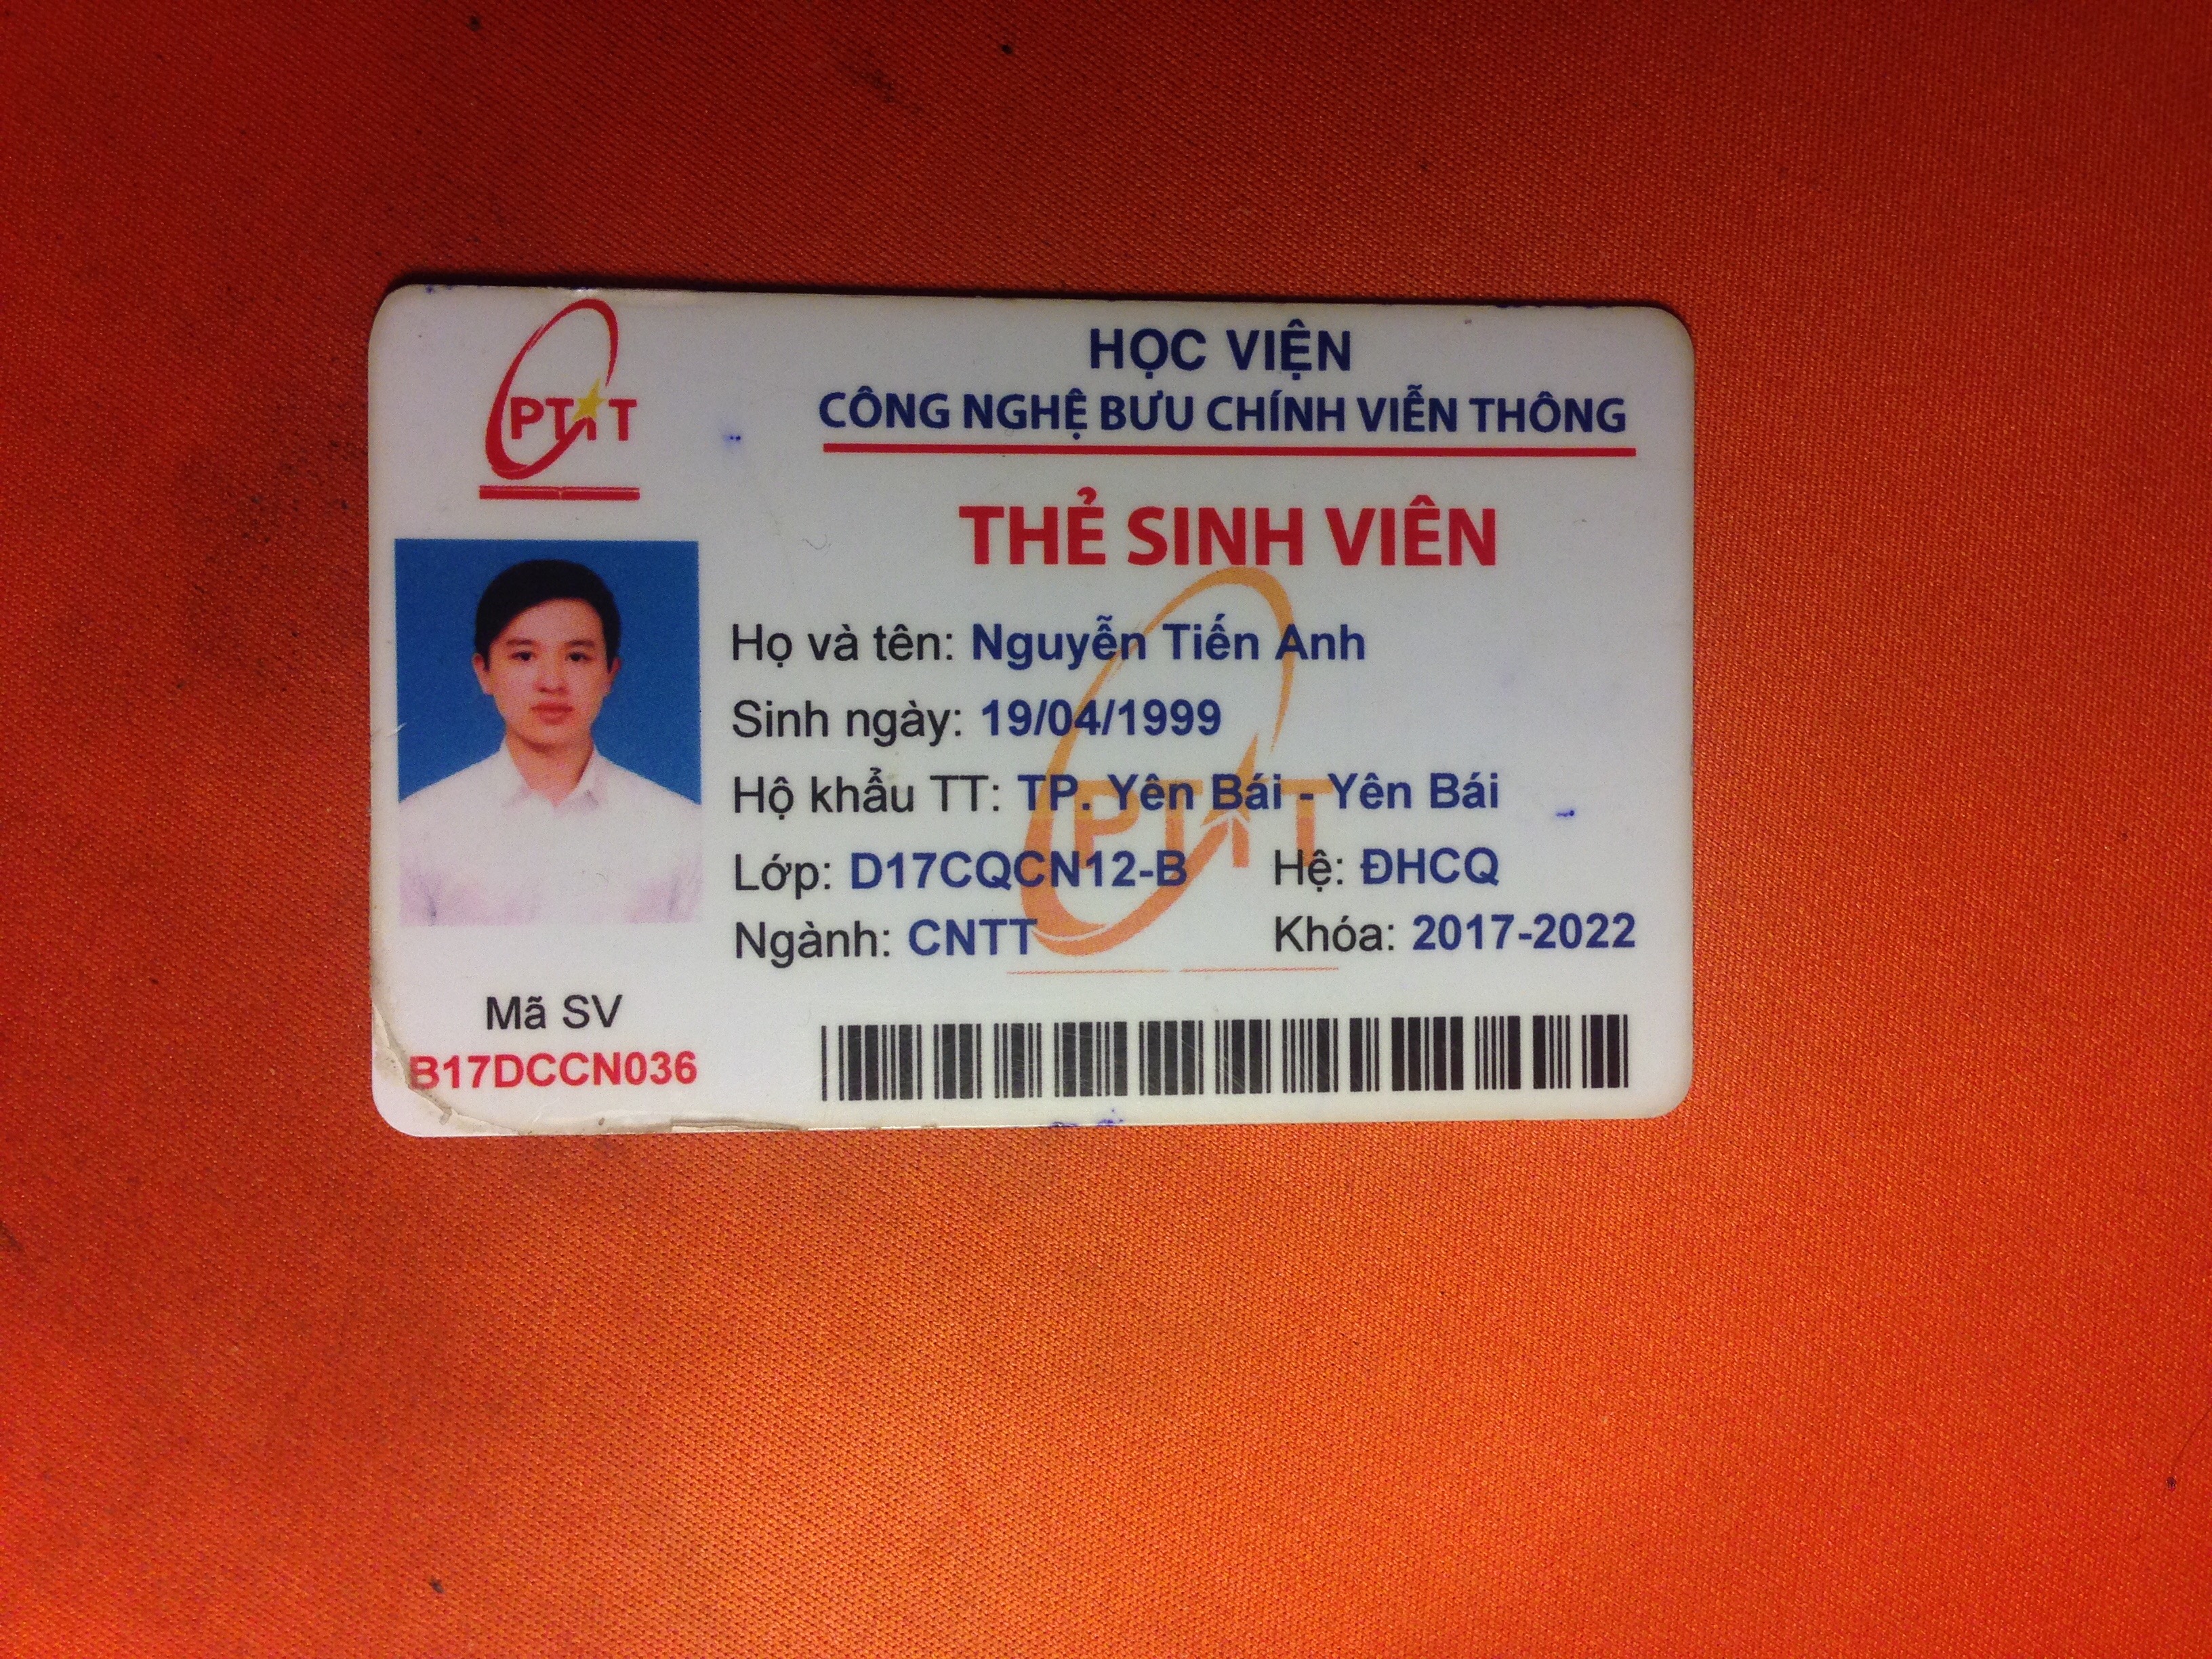 PTIT
HỌC VIỆN
CÔNG NGHỆ BƯU CHÍNH VIỄN THÔNG
THẺ SINH VIÊN
Họ và tên: Nguyễn Tiến Anh
Sinh ngày: 19/04/1999
Hộ khẩu TT: TP. Yên Bái - Yên Bái
Lớp: D17CQCN12-B Hệ: ĐHCQ
Ngành: CNTT Khóa: 2017-2022
PTIT
Mã SV
B17DCCN036